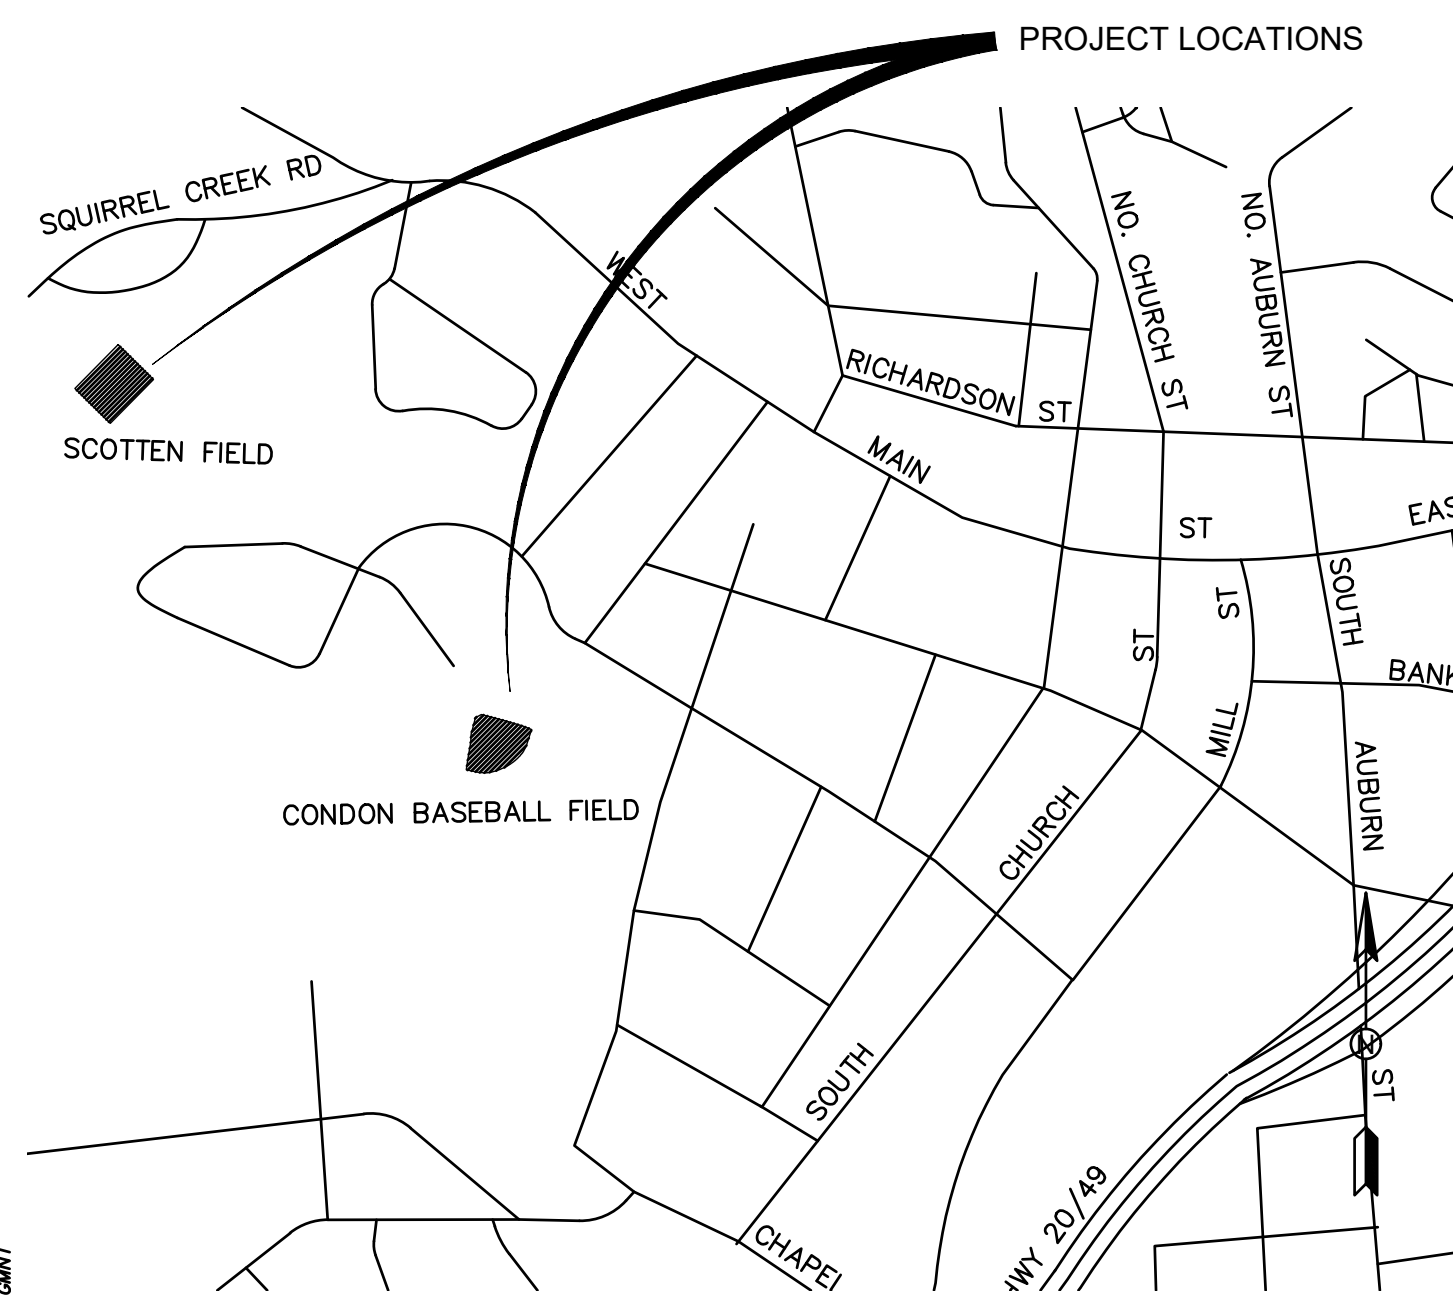 PROJECT LOCATIONS
SQUIRREL CREEK RD
NO. CHURCH ST
NO. AUBURN ST
WEST
RICHARDSON ST
SCOTTEN FIELD
MAIN
ST
EAS
SOUTH
ST
ST
BANK
MILL
AUBURN
CONDON BASEBALL FIELD
CHURCH
N
ST
SOUTH
HWY 20/49
CHAPEL
GMNT